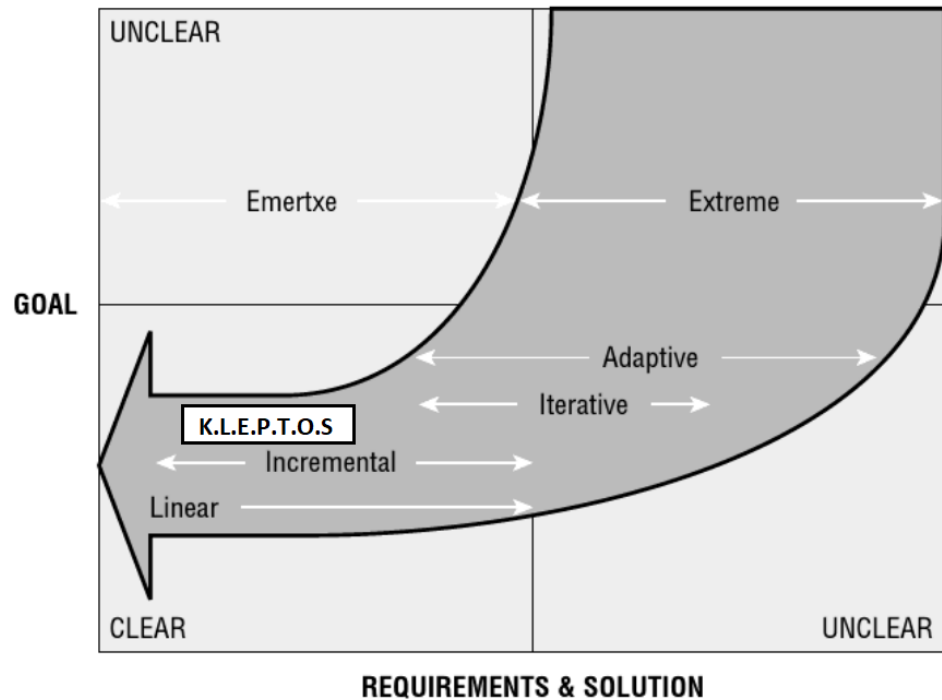 UNCLEAR
Emertxe
Extreme
GOAL
Adaptive
Iterative
K.L.E.P.T.O.S
Incremental
Linear
CLEAR
UNCLEAR
REQUIREMENTS & SOLUTION